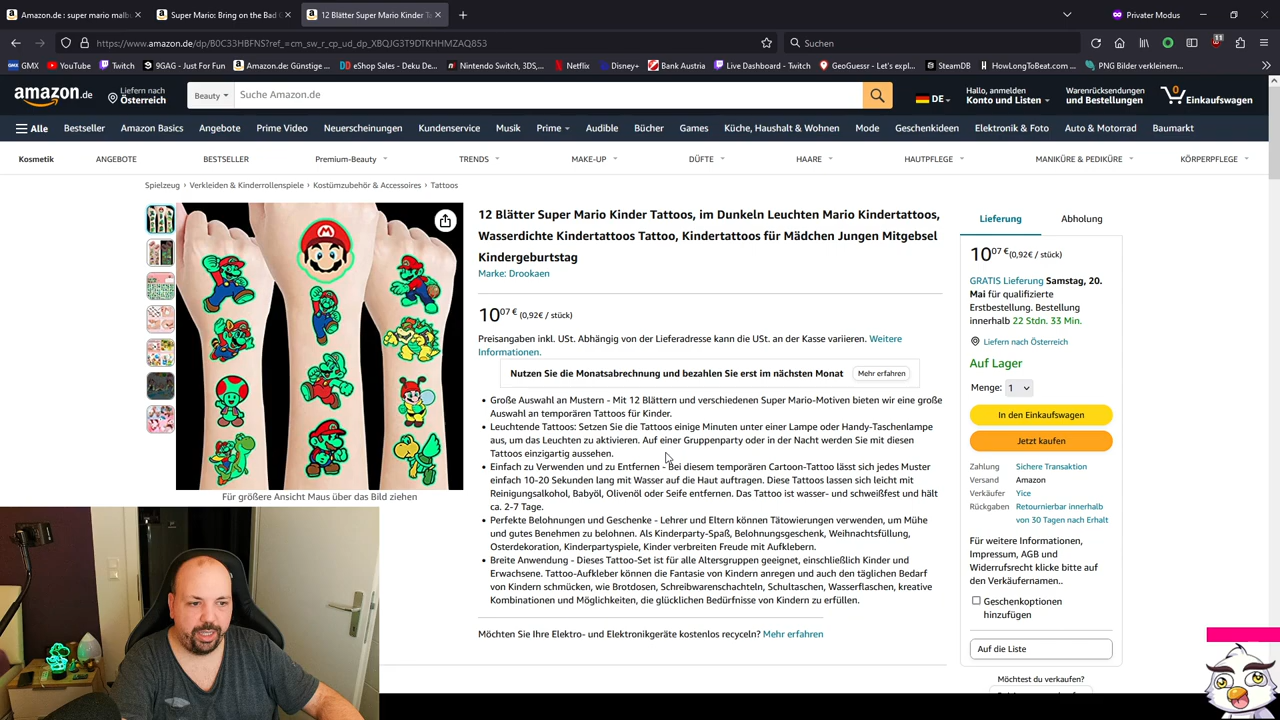 Amazon.de : super mario malb
Super Mario: Bring on the Bad G
12 Blätter Super Mario Kinder Ta
Privater Modus
https://www.amazon.de/dp/B0C33HBFNS?ref_=cm_sw_r_cp_ud_dp_XBQJG3T9DTKHHMZAQ8S3
Suchen
GMX
YouTube
Twitch
9GAG - Just For Fun
Amazon.de: Günstige ...
eShop Sales - Deku De...
Nintendo Switch, 3DS,...
Netflix
Disney+
Bank Austria
Live Dashboard - Twitch
GeoGuessr - Let's expl...
SteamDB
HowLongToBeat.com ...
PNG Bilder verkleinern...
amazon.de
Liefern nach
Österreich
Beauty
Suche Amazon.de
DE
Hallo, anmelden
Konto und Listen
Warenrücksendungen
und Bestellungen
0
Einkaufswagen
Alle
Bestseller
Amazon Basics
Angebote
Prime Video
Neuerscheinungen
Kundenservice
Musik
Prime
Audible
Bücher
Games
Küche, Haushalt & Wohnen
Mode
Geschenkideen
Elektronik & Foto
Auto & Motorrad
Baumarkt
Kosmetik
ANGEBOTE
BESTSELLER
Premium-Beauty
TRENDS
MAKE-UP
DÜFTE
HAARE
HAUTPFLEGE
MANIKÜRE & PEDIKÜRE
KÖRPERPFLEGE
Spielzeug › Verkleiden & Kinderrollenspiele › Kostümzubehör & Accessoires › Tattoos
Für größere Ansicht Maus über das Bild ziehen
12 Blätter Super Mario Kinder Tattoos, im Dunkeln Leuchten Mario Kindertattoos,
Wasserdichte Kindertattoos Tattoo, Kindertattoos für Mädchen Jungen Mitgebsel
Kindergeburtstag
Marke: Drookaen
10 07 € (0,92€ / stück)
Preisangaben inkl. USt. Abhängig von der Lieferadresse kann die USt. an der Kasse variieren. Weitere
Informationen.
Nutzen Sie die Monatsabrechnung und bezahlen Sie erst im nächsten Monat
Mehr erfahren
• Große Auswahl an Mustern - Mit 12 Blättern und verschiedenen Super Mario-Motiven bieten wir eine große
Auswahl an temporären Tattoos für Kinder.
• Leuchtende Tattoos: Setzen Sie die Tattoos einige Minuten unter einer Lampe oder Handy-Taschenlampe
aus, um das Leuchten zu aktivieren. Auf einer Gruppenparty oder in der Nacht werden Sie mit diesen
Tattoos einzigartig aussehen.
• Einfach zu Verwenden und zu Entfernen - Bei diesem temporären Cartoon-Tattoo lässt sich jedes Muster
einfach 10-20 Sekunden lang mit Wasser auf die Haut auftragen. Diese Tattoos lassen sich leicht mit
Reinigungsalkohol, Babyöl, Olivenöl oder Seife entfernen. Das Tattoo ist wasser- und schweißfest und hält
ca. 2-7 Tage.
• Perfekte Belohnungen und Geschenke - Lehrer und Eltern können Tätowierungen verwenden, um Mühe
und gutes Benehmen zu belohnen. Als Kinderparty-Spaß, Belohnungsgeschenk, Weihnachtsfüllung,
Osterdekoration, Kinderpartyspiele, Kinder verbreiten Freude mit Aufklebern.
• Breite Anwendung - Dieses Tattoo-Set ist für alle Altersgruppen geeignet, einschließlich Kinder und
Erwachsene. Tattoo-Aufkleber können die Fantasie von Kindern anregen und auch den täglichen Bedarf
von Kindern schmücken, wie Brotdosen, Schreibwarenschachteln, Schultaschen, Wasserflaschen, kreative
Kombinationen und Möglichkeiten, die glücklichen Bedürfnisse von Kindern zu erfüllen.
Möchten Sie Ihre Elektro- und Elektronikgeräte kostenlos recyceln? Mehr erfahren
Lieferung
Abholung
10 07 € (0,92€ / stück)
GRATIS Lieferung Samstag, 20.
Mai für qualifizierte
Erstbestellung. Bestellung
innerhalb 22 Stdn. 33 Min.
Liefern nach Österreich
Auf Lager
Menge: 1
In den Einkaufswagen
Jetzt kaufen
Zahlung Sichere Transaktion
Versand Amazon
Verkäufer Yice
Rückgaben Retournierbar innerhalb
von 30 Tagen nach Erhalt
Für weitere Informationen,
Impressum, AGB und
Widerrufsrecht klicke bitte auf
den Verkäufernamen..
Geschenkoptionen
hinzufügen
Auf die Liste
Möchtest du verkaufen?